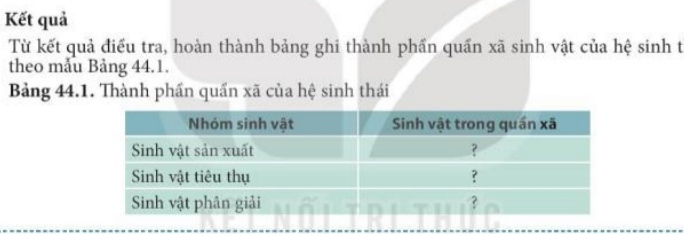 Kết quả
Từ kết quả điều tra, hoàn thành bảng ghi thành phần quần xã sinh vật của hệ sinh t
theo mẫu Bảng 44.1.
Bảng 44.1. Thành phần quần xã của hệ sinh thái
Nhóm sinh vật Sinh vật trong quần xã
Sinh vật sản xuất ?
Sinh vật tiêu thụ ?
Sinh vật phân giải ?
KẾT NỐI TRI THỨC